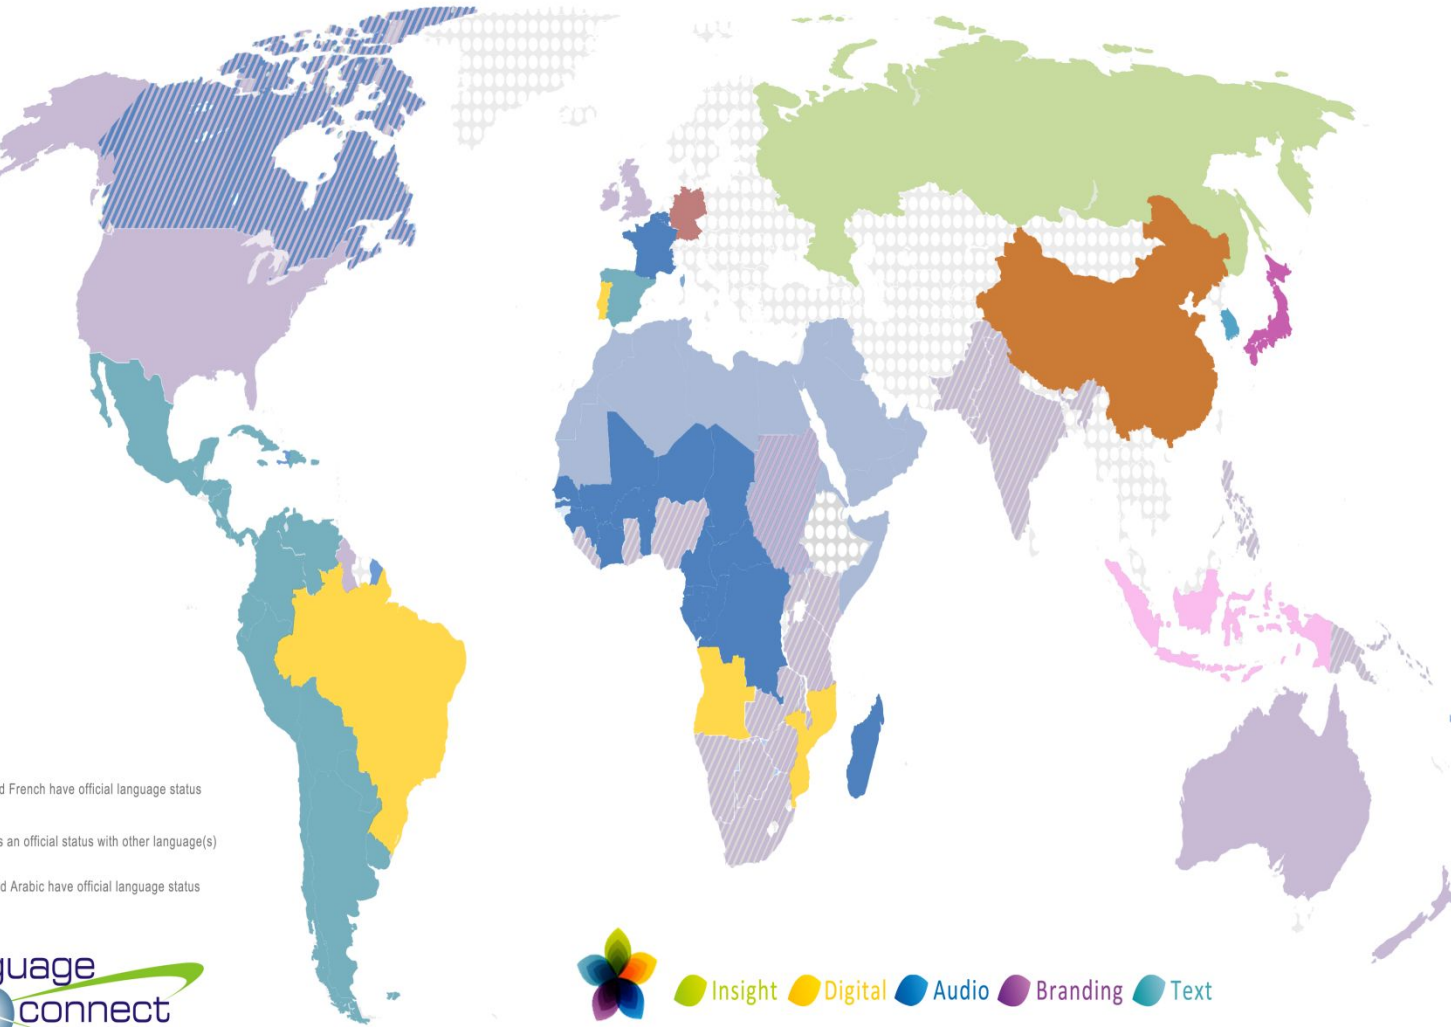 d French have official language status
s an official status with other language(s)
d Arabic have official language status
guage
connect
Insight Digital Audio Branding Text